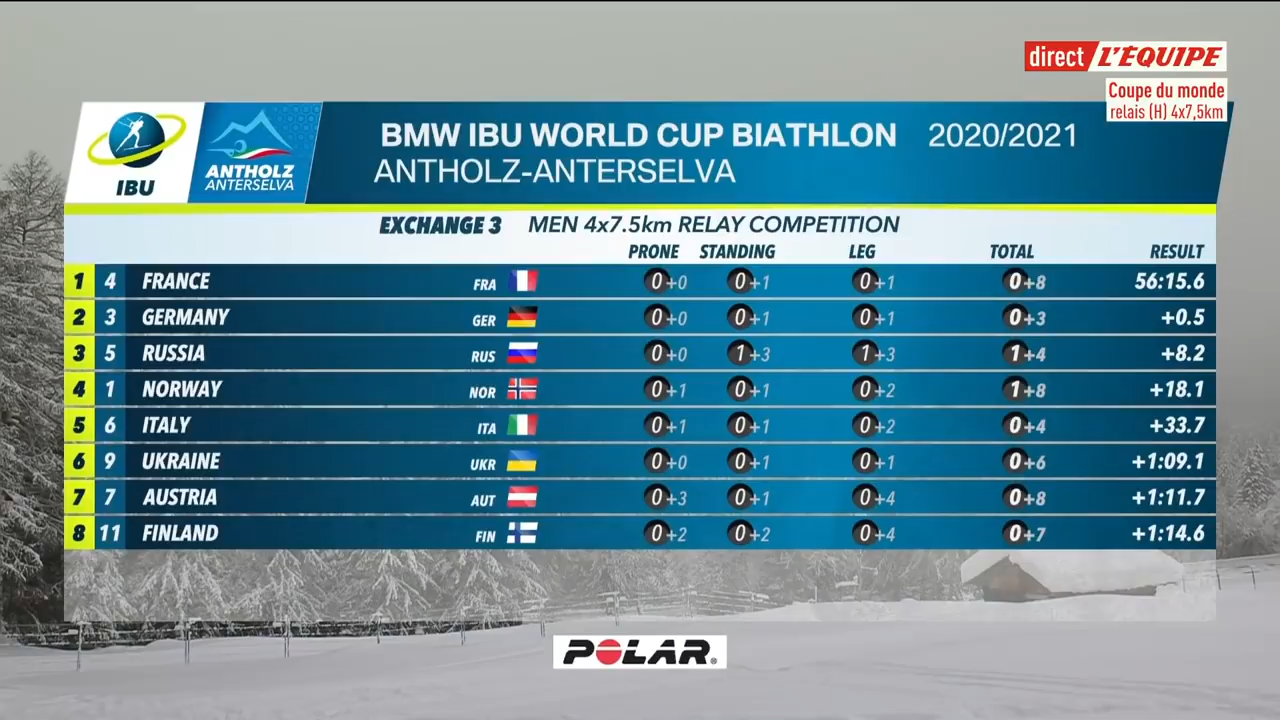 direct L'ÉQUIPE
Coupe du monde
relais (H) 4x7,5km
IBU
ANTHOLZ
ANTERSELVA
BMW IBU WORLD CUP BIATHLON 2020/2021
ANTHOLZ-ANTERSELVA
EXCHANGE 3 MEN 4x7.5km RELAY COMPETITION
PRONE STANDING LEG TOTAL RESULT
1 4 FRANCE FRA 0+0 0+1 0+1 0+8 56:15.6
2 3 GERMANY GER 0+0 0+1 0+1 0+3 +0.5
3 5 RUSSIA RUS 0+0 1+3 1+3 1+4 +8.2
4 1 NORWAY NOR 0+1 0+1 0+2 1+8 +18.1
5 6 ITALY ITA 0+1 0+1 0+2 0+4 +33.7
6 9 UKRAINE UKR 0+0 0+1 0+1 0+6 +1:09.1
7 7 AUSTRIA AUT 0+3 0+1 0+4 0+8 +1:11.7
8 11 FINLAND FIN 0+2 0+2 0+4 0+7 +1:14.6
POLAR